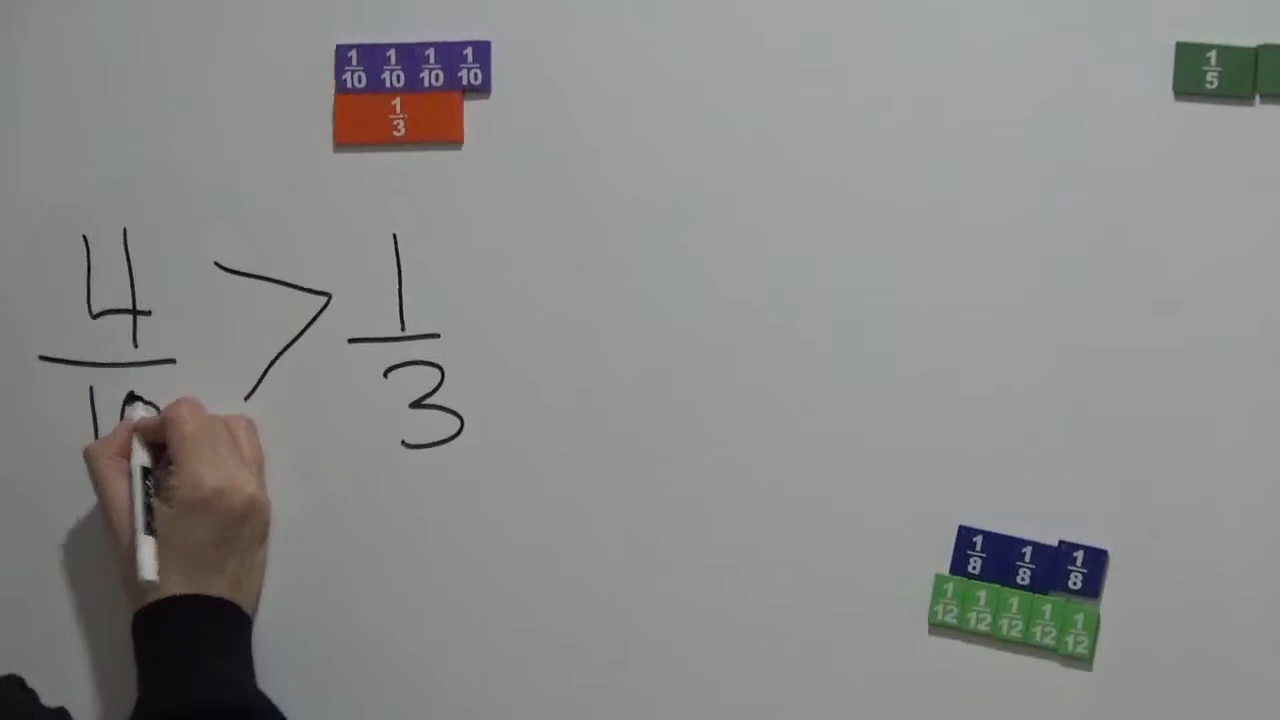 1/10 1/10 1/10 1/10
1/3
1/5
4/10 > 1/3
1/8 1/8 1/8
1/12 1/12 1/12 1/12 1/12